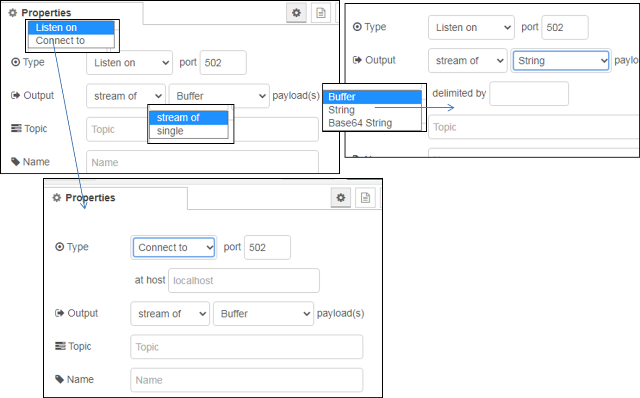 Properties
Listen on
Connect to
Type Listen on port 502
Output stream of Buffer payload(s)
stream of
single
Topic Topic
Name Name
Type Listen on port 502
Output stream of String paylo
Buffer
String
Base64 String
delimited by
Topic
Properties
Type Connect to port 502
at host localhost
Output stream of Buffer payload(s)
Topic Topic
Name Name